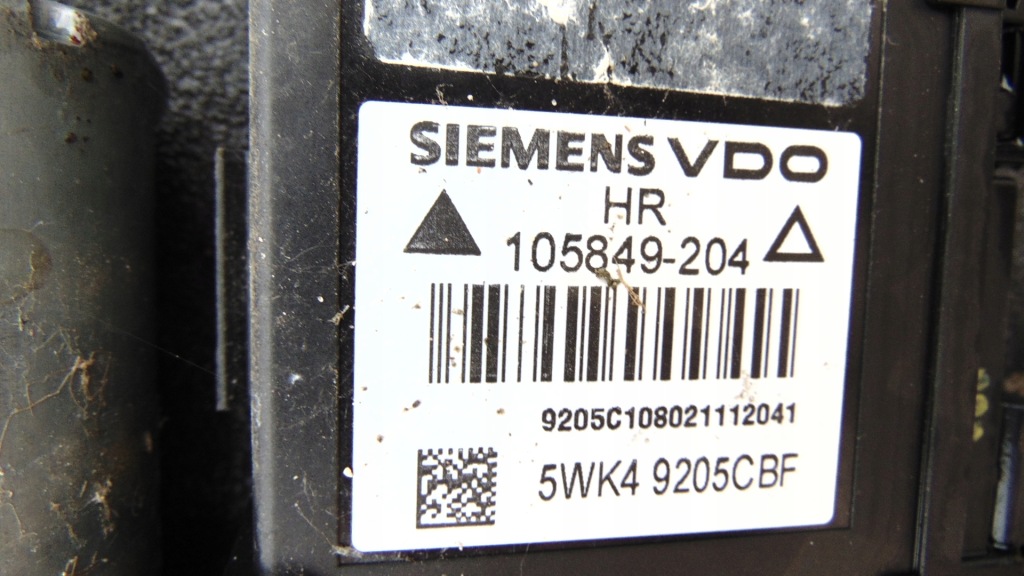 SIEMENS VDO
HR
105849-204
9205C108021112041
5WK4 9205CBF